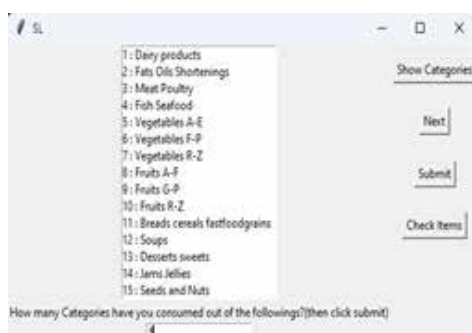 SL
1 : Dairy products
2 : Fats Oils Shortenings
3 : Meat Poultry
4 : Fish Seafood
5 : Vegetables A-E
6 : Vegetables F-P
7 : Vegetables R-Z
8 : Fruits A-F
9 : Fruits G-P
10 : Fruits R-Z
11 : Breads cereals fastfoodgrains
12 : Soups
13 : Desserts sweets
14 : Jams Jellies
15 : Seeds and Nuts
Show Categories
Next
Submit
Check Items
How many Categories have you consumed out of the followings?(then click submit)